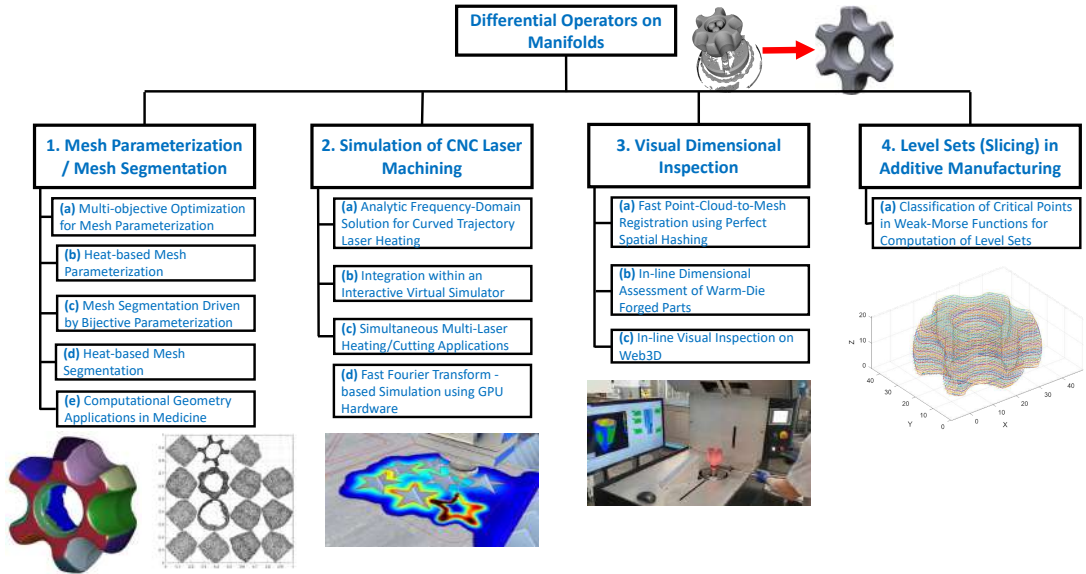 Differential Operators on
Manifolds
1. Mesh Parameterization
/ Mesh Segmentation
(a) Multi-objective Optimization
for Mesh Parameterization
(b) Heat-based Mesh
Parameterization
(c) Mesh Segmentation Driven
by Bijective Parameterization
(d) Heat-based Mesh
Segmentation
(e) Computational Geometry
Applications in Medicine
2. Simulation of CNC Laser
Machining
(a) Analytic Frequency-Domain
Solution for Curved Trajectory
Laser Heating
(b) Integration within an
Interactive Virtual Simulator
(c) Simultaneous Multi-Laser
Heating/Cutting Applications
(d) Fast Fourier Transform -
based Simulation using GPU
Hardware
3. Visual Dimensional
Inspection
(a) Fast Point-Cloud-to-Mesh
Registration using Perfect
Spatial Hashing
(b) In-line Dimensional
Assessment of Warm-Die
Forged Parts
(c) In-line Visual Inspection on
Web3D
4. Level Sets (Slicing) in
Additive Manufacturing
(a) Classification of Critical Points
in Weak-Morse Functions for
Computation of Level Sets
20
10
0
Z
40
30
20
10
0
Y
0
10
20
30
40
X